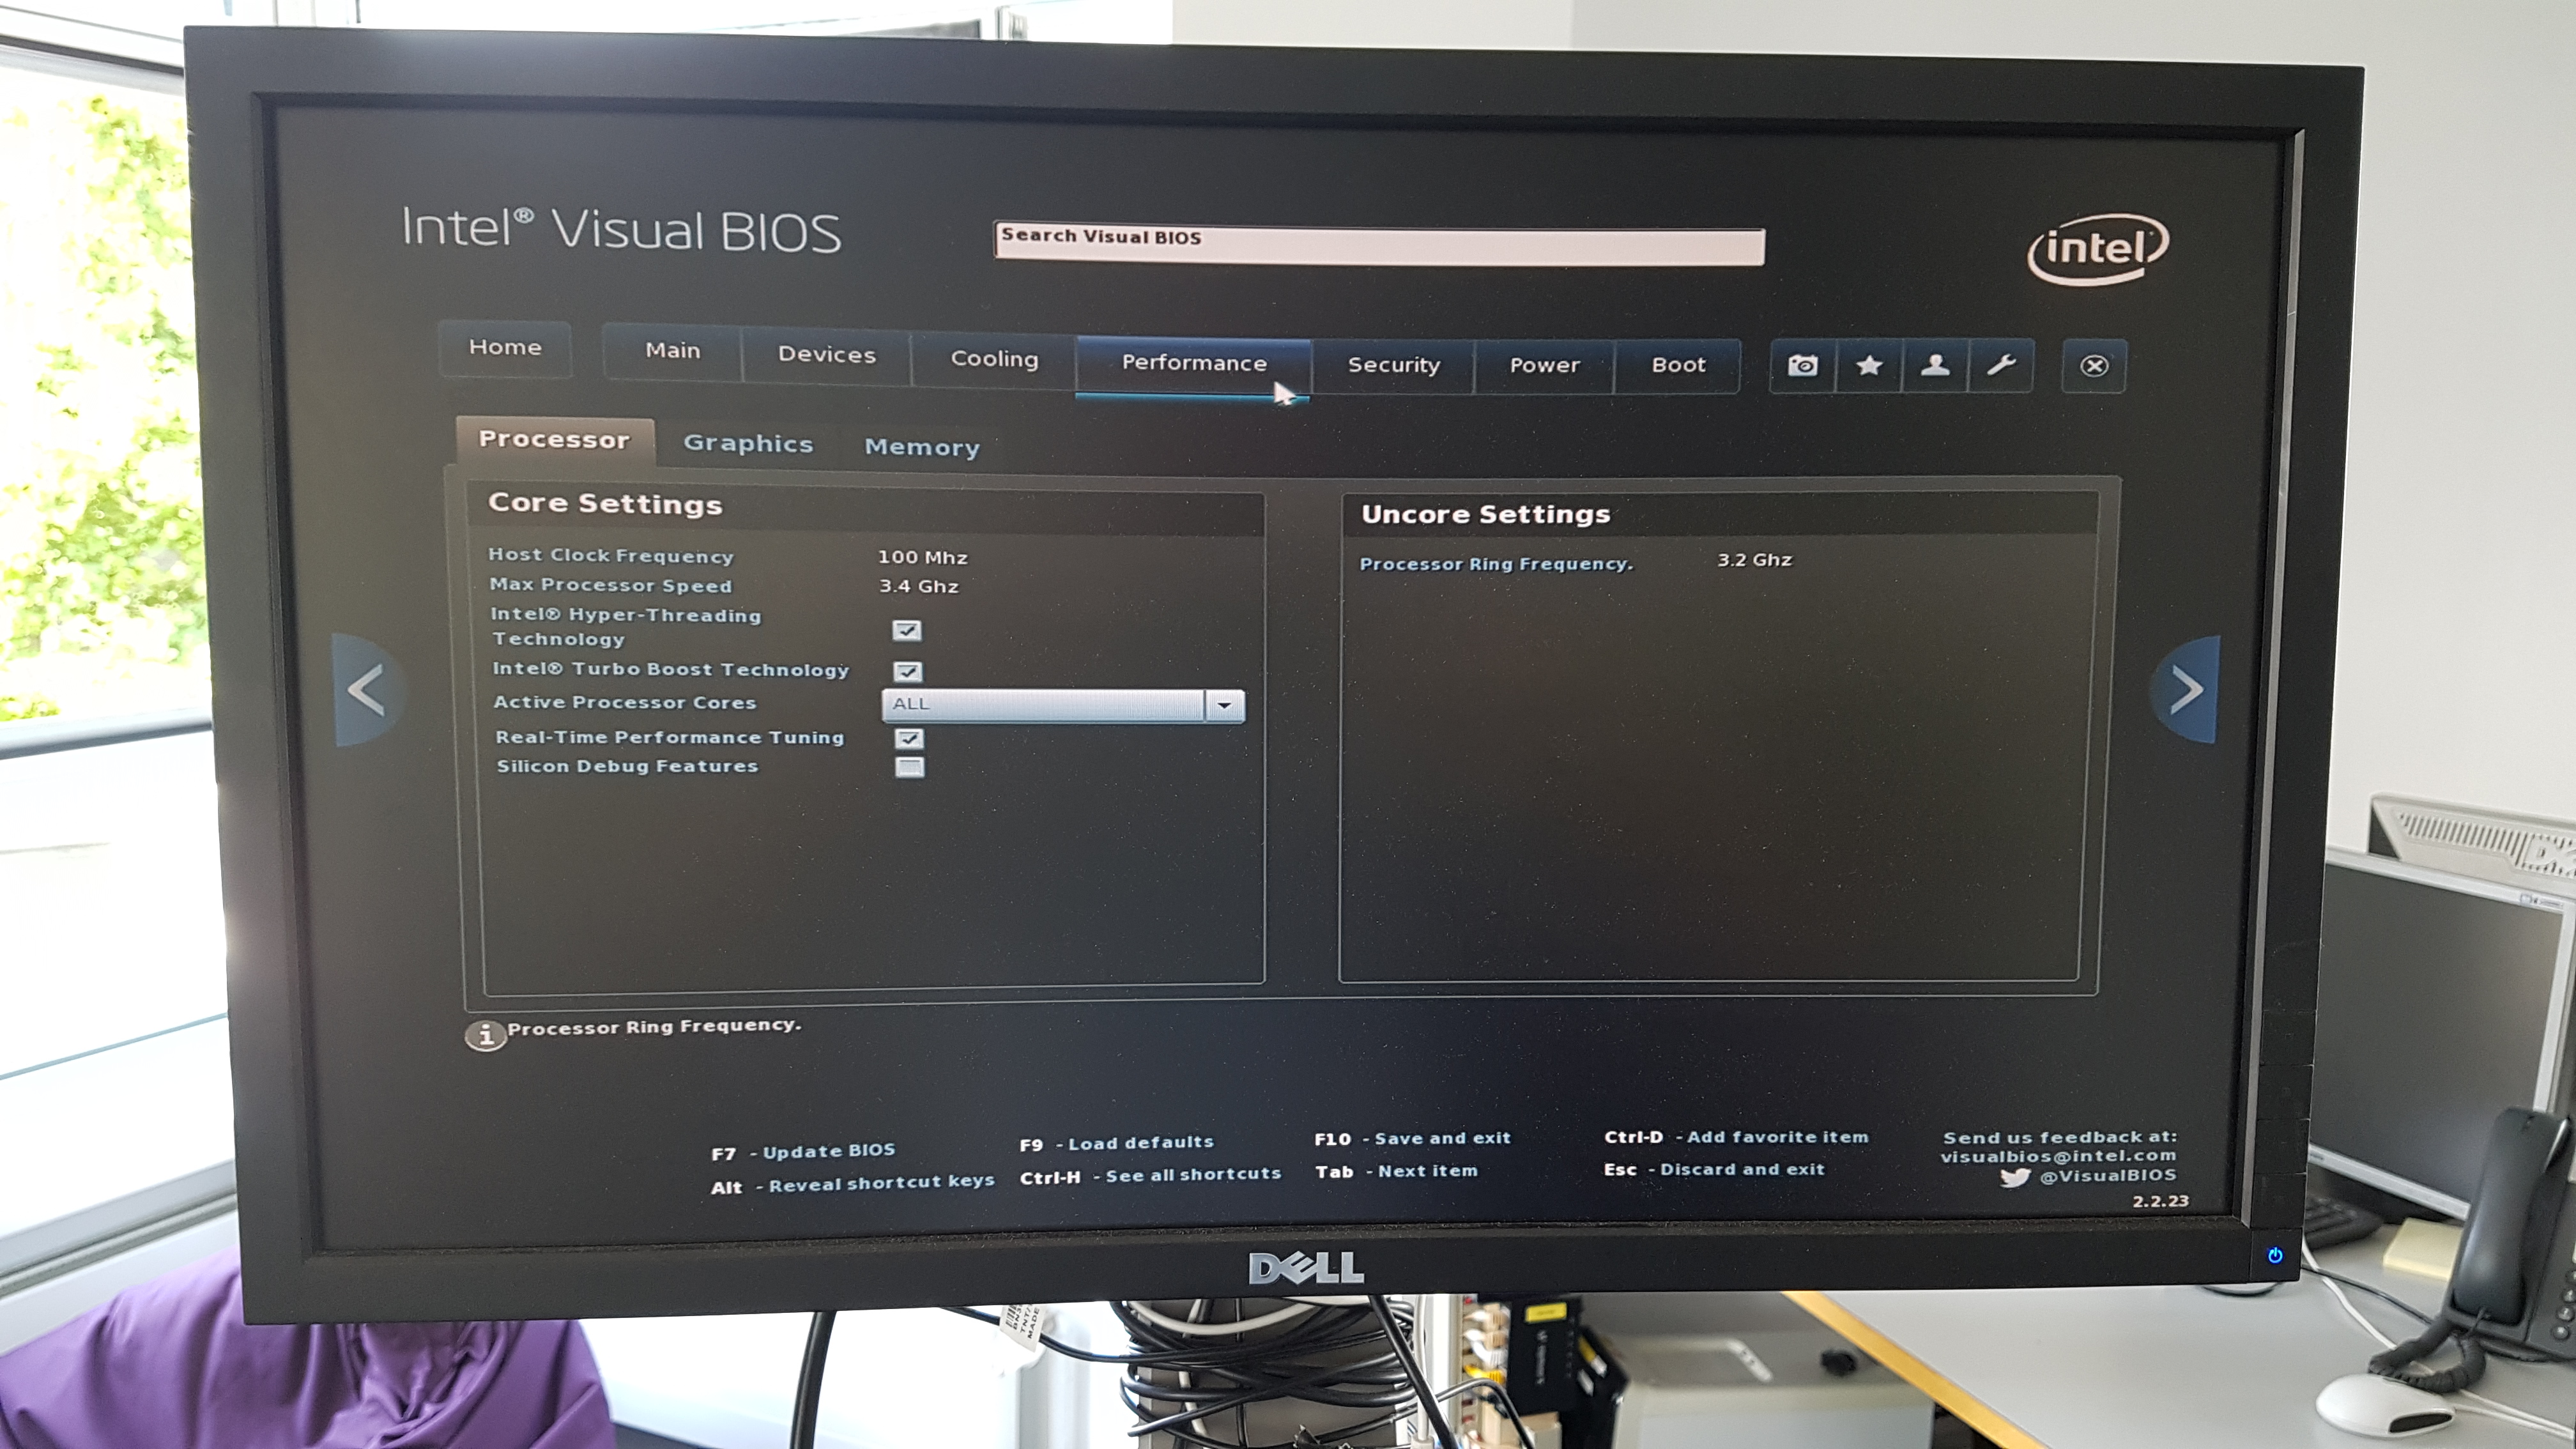 Intel® Visual BIOS
Search Visual BIOS
intel
Home Main Devices Cooling Performance Security Power Boot
Processor Graphics Memory
Core Settings
Host Clock Frequency 100 Mhz
Max Processor Speed 3.4 Ghz
Intel® Hyper-Threading
Technology
Intel® Turbo Boost Technology
Active Processor Cores ALL
Real-Time Performance Tuning
Silicon Debug Features
Uncore Settings
Processor Ring Frequency. 3.2 Ghz
Processor Ring Frequency.
F7 - Update BIOS F9 - Load defaults F10 - Save and exit Ctrl-D - Add favorite item
Alt - Reveal shortcut keys Ctrl-H - See all shortcuts Tab - Next item Esc - Discard and exit
Send us feedback at:
visualbios@intel.com
@VisualBIOS
2.2.23
DELL